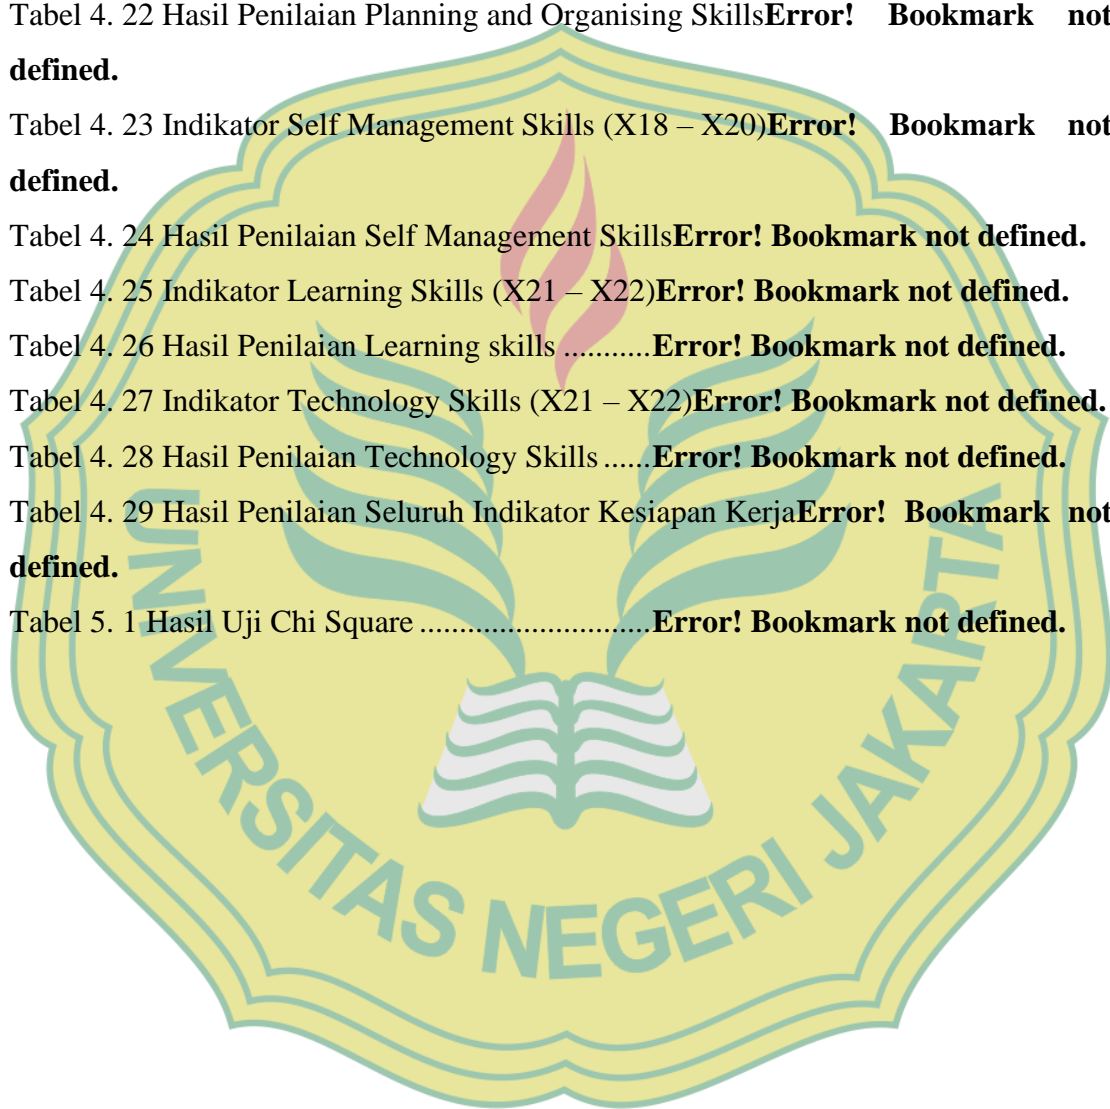 Tabel 4. 22 Hasil Penilaian Planning and Organising SkillsError! Bookmark not
defined.
Tabel 4. 23 Indikator Self Management Skills (X18 – X20)Error! Bookmark not
defined.
Tabel 4. 24 Hasil Penilaian Self Management SkillsError! Bookmark not defined.
Tabel 4. 25 Indikator Learning Skills (X21 – X22)Error! Bookmark not defined.
Tabel 4. 26 Hasil Penilaian Learning skills ...........Error! Bookmark not defined.
Tabel 4. 27 Indikator Technology Skills (X21 – X22)Error! Bookmark not defined.
Tabel 4. 28 Hasil Penilaian Technology Skills ......Error! Bookmark not defined.
Tabel 4. 29 Hasil Penilaian Seluruh Indikator Kesiapan KerjaError! Bookmark not
defined.
Tabel 5. 1 Hasil Uji Chi Square ............................Error! Bookmark not defined.
UNIVERSITAS NEGERI JAKARTA